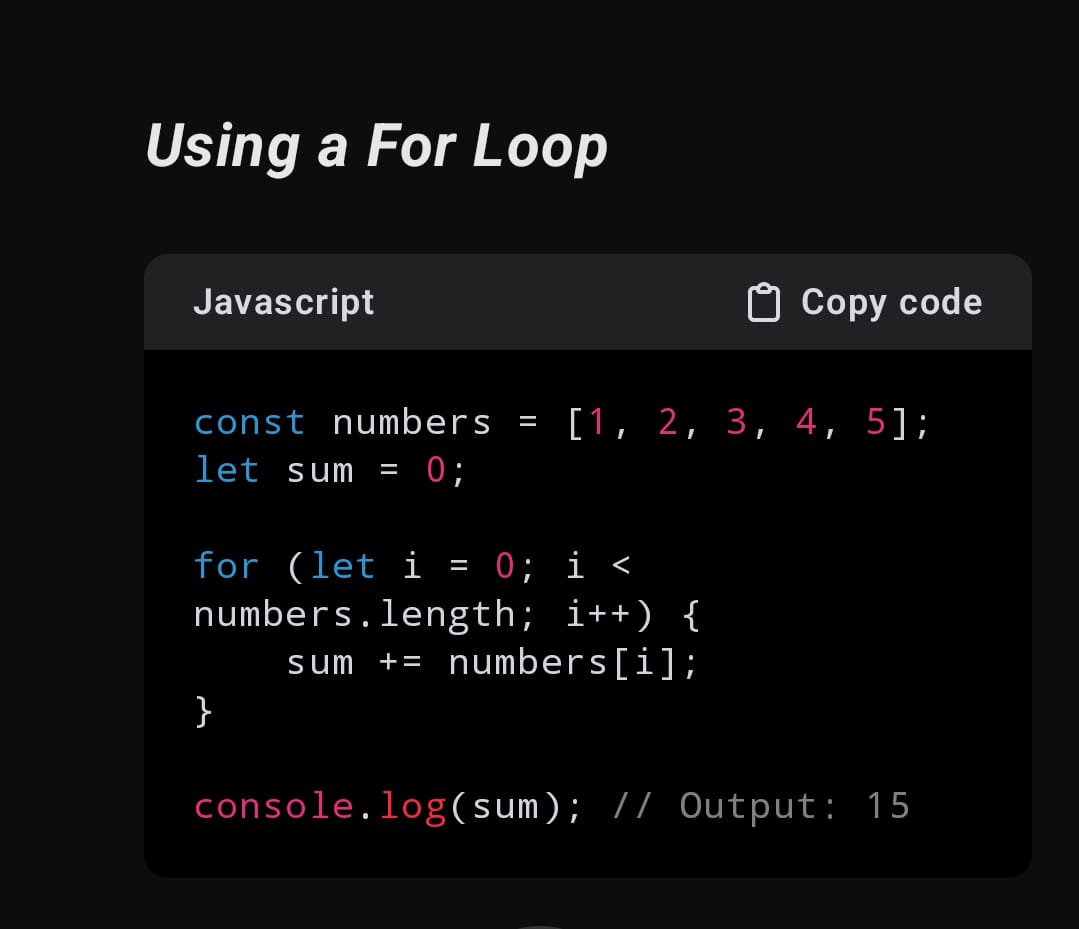 Using a For Loop
Javascript
Copy code
const numbers = [1, 2, 3, 4, 5];
let sum = 0;
for (let i = 0; i <
numbers.length; i++) {
    sum += numbers[i];
}
console.log(sum); // Output: 15